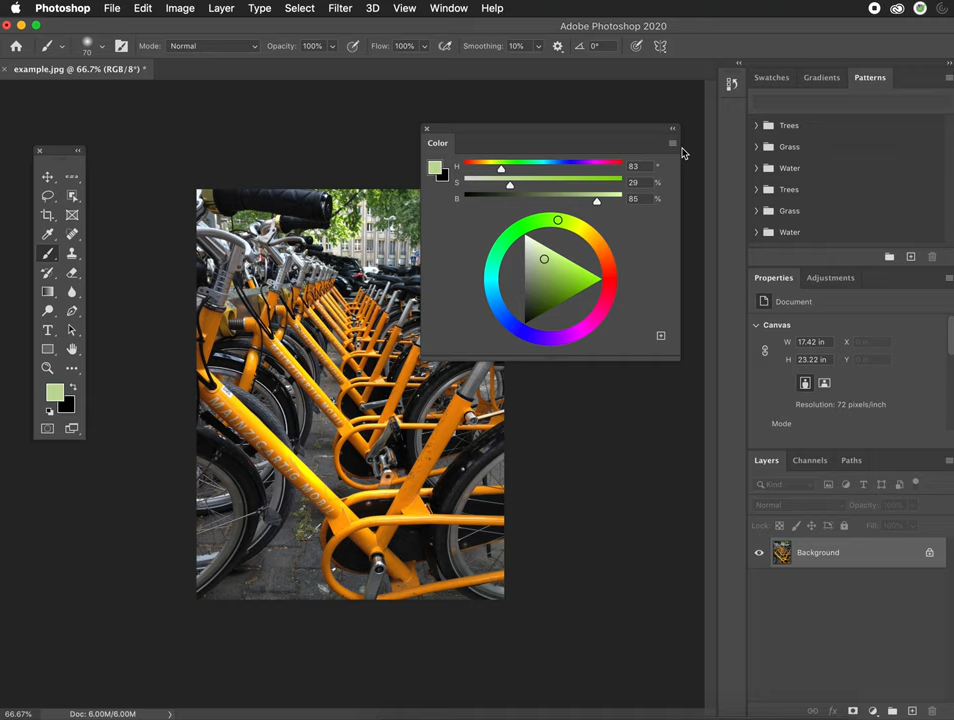 Photoshop File Edit Image Layer Type Select Filter 3D View Window Help
Adobe Photoshop 2020
70 Mode: Normal Opacity: 100% Flow: 100% Smoothing: 10% 0°
example.jpg @ 66.7% (RGB/8*) *
Swatches Gradients Patterns
Trees
Grass
Water
Trees
Grass
Water
Color
H 83 °
S 29 %
B 85 %
Properties Adjustments
Document
Canvas
W 17.42 in X 0 in
H 23.22 in Y 0 in
Resolution: 72 pixels/inch
Mode
Layers Channels Paths
Kind
Normal Opacity: 100%
Lock: Fill: 100%
Background
66.67% Doc: 6.00M/6.00M